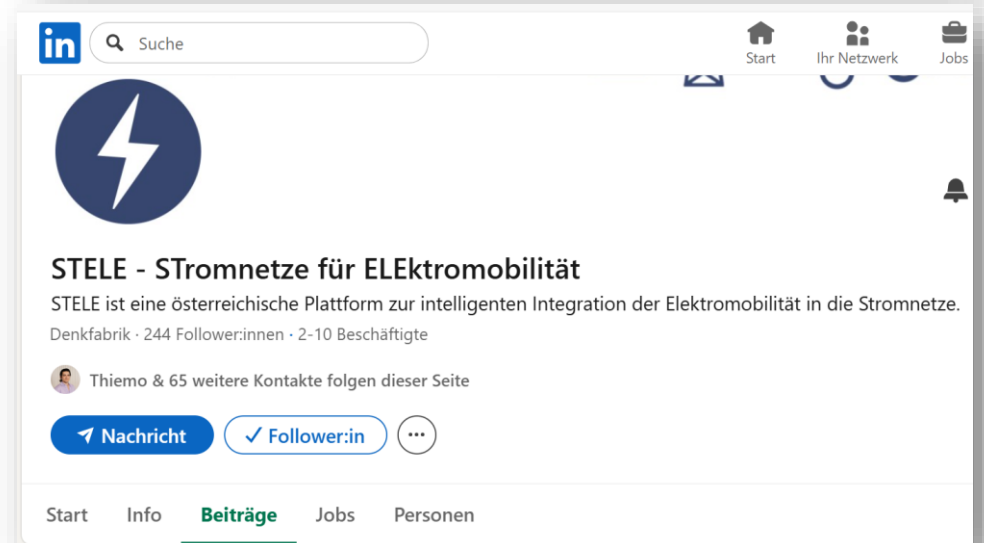 in
Suche
Start
Ihr Netzwerk
Jobs
STELE - STromnetze für ELEktromobilität
STELE ist eine österreichische Plattform zur intelligenten Integration der Elektromobilität in die Stromnetze.
Denkfabrik · 244 Follower:innen · 2-10 Beschäftigte
Thiemo & 65 weitere Kontakte folgen dieser Seite
Nachricht
Follower:in
Start Info Beiträge Jobs Personen